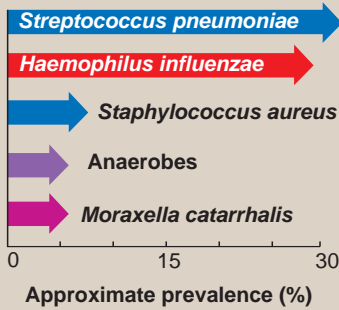 Streptococcus pneumoniae
Haemophilus influenzae
Staphylococcus aureus
Anaerobes
Moraxella catarrhalis
0 15 30
Approximate prevalence (%)